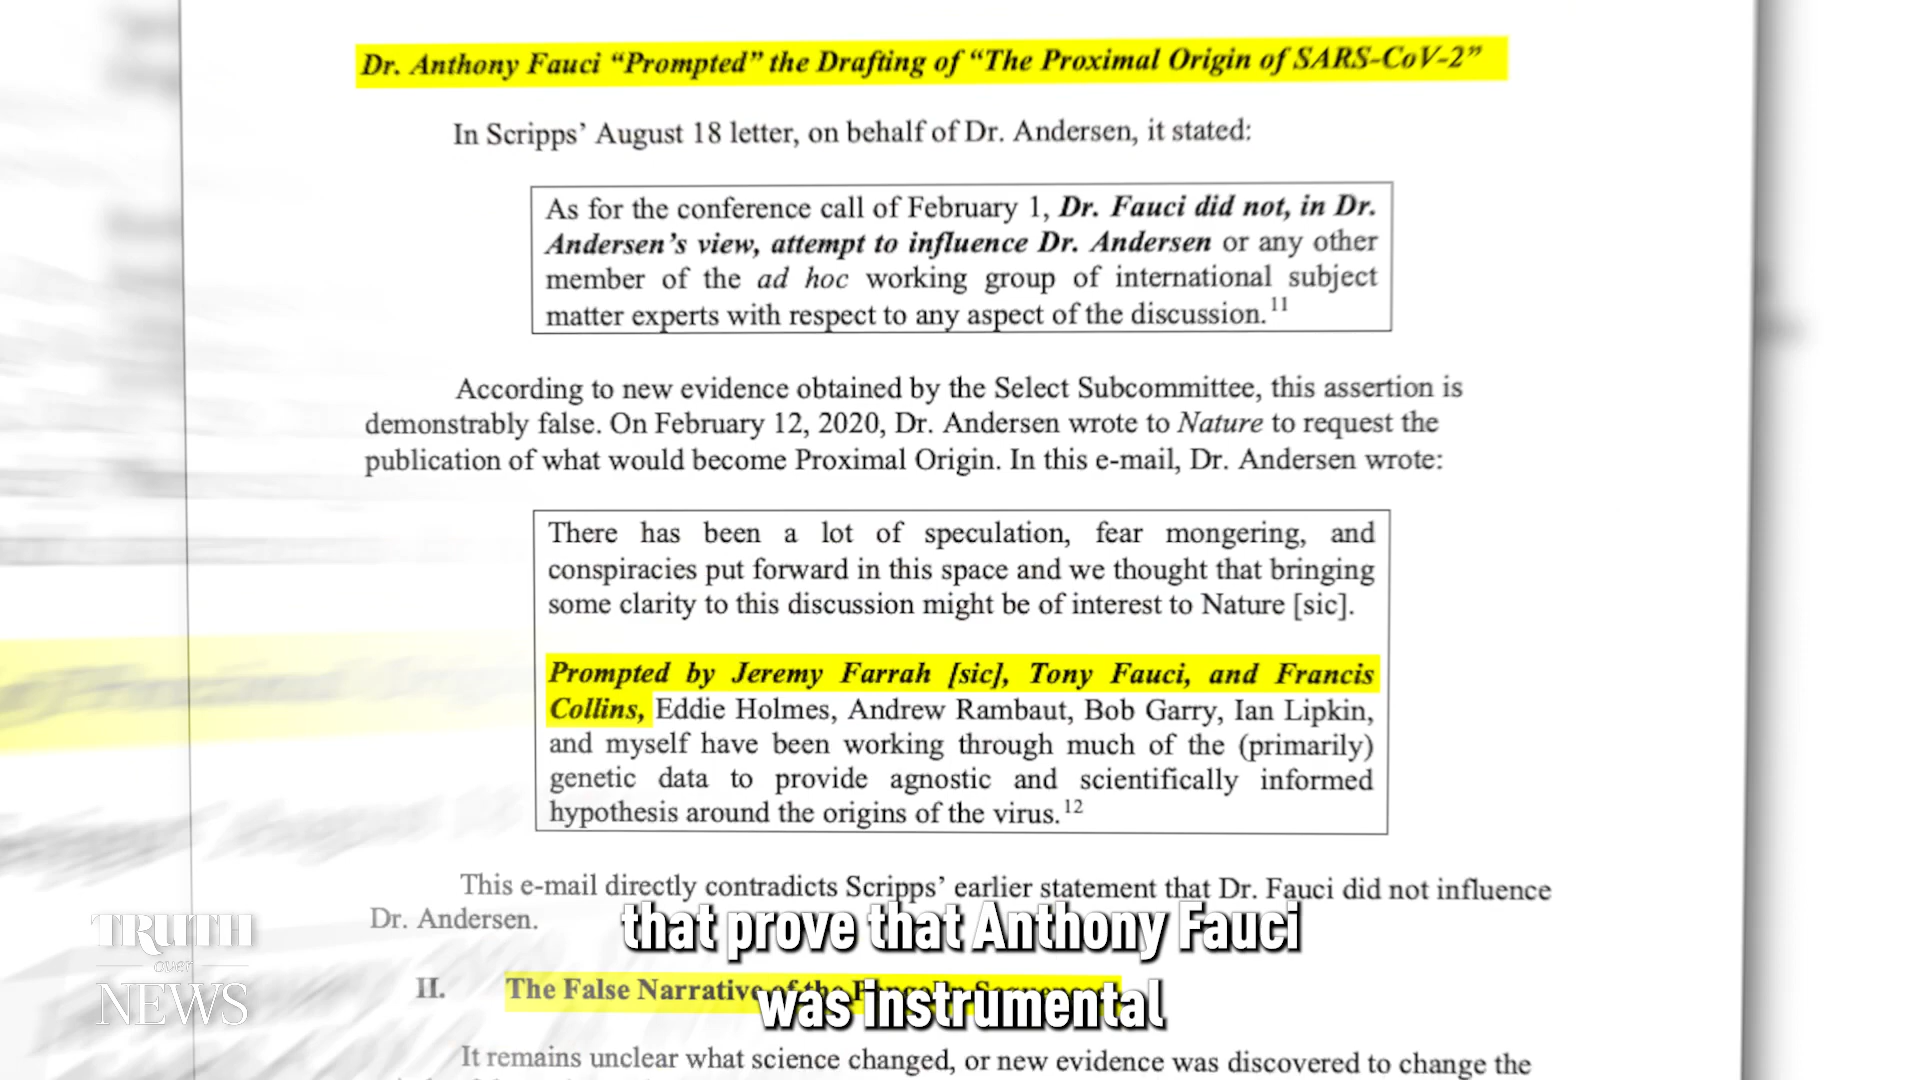 Dr. Anthony Fauci “Prompted” the Drafting of “The Proximal Origin of SARS-CoV-2”
In Scripps’ August 18 letter, on behalf of Dr. Andersen, it stated:
As for the conference call of February 1, Dr. Fauci did not, in Dr.
Andersen’s view, attempt to influence Dr. Andersen or any other
member of the ad hoc working group of international subject
matter experts with respect to any aspect of the discussion.11
According to new evidence obtained by the Select Subcommittee, this assertion is
demonstrably false. On February 12, 2020, Dr. Andersen wrote to Nature to request the
publication of what would become Proximal Origin. In this e-mail, Dr. Andersen wrote:
There has been a lot of speculation, fear mongering, and
conspiracies put forward in this space and we thought that bringing
some clarity to this discussion might be of interest to Nature [sic].
Prompted by Jeremy Farrah [sic], Tony Fauci, and Francis
Collins, Eddie Holmes, Andrew Rambaut, Bob Garry, Ian Lipkin,
and myself have been working through much of the (primarily)
genetic data to provide agnostic and scientifically informed
hypothesis around the origins of the virus.12
This e-mail directly contradicts Scripps’ earlier statement that Dr. Fauci did not influence
Dr. Andersen.
that prove that Anthony Fauci
was instrumental
II. The False Narrative of the
It remains unclear what science changed, or new evidence was discovered to change the
TRUTH
over
NEWS